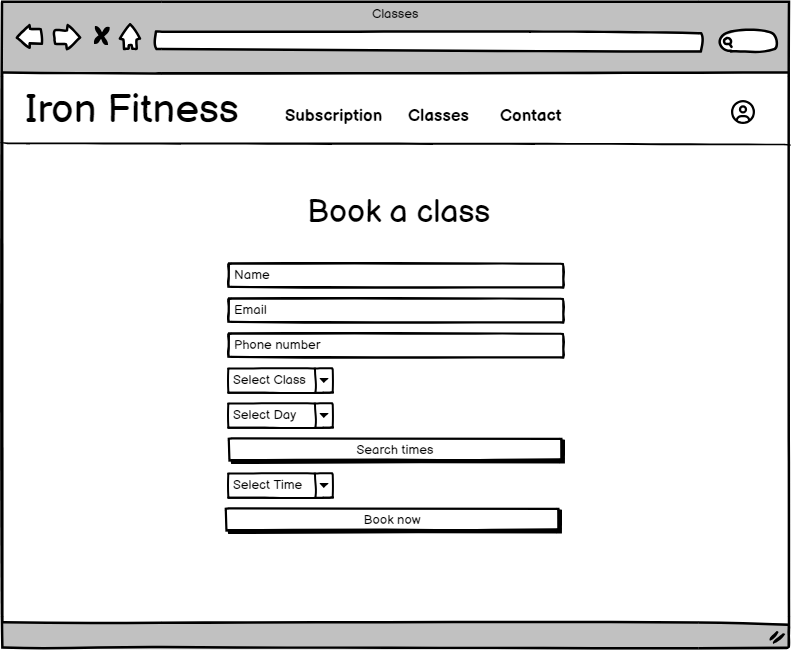 Classes
Iron Fitness
Subscription Classes Contact
Book a class
Name
Email
Phone number
Select Class
Select Day
Search times
Select Time
Book now